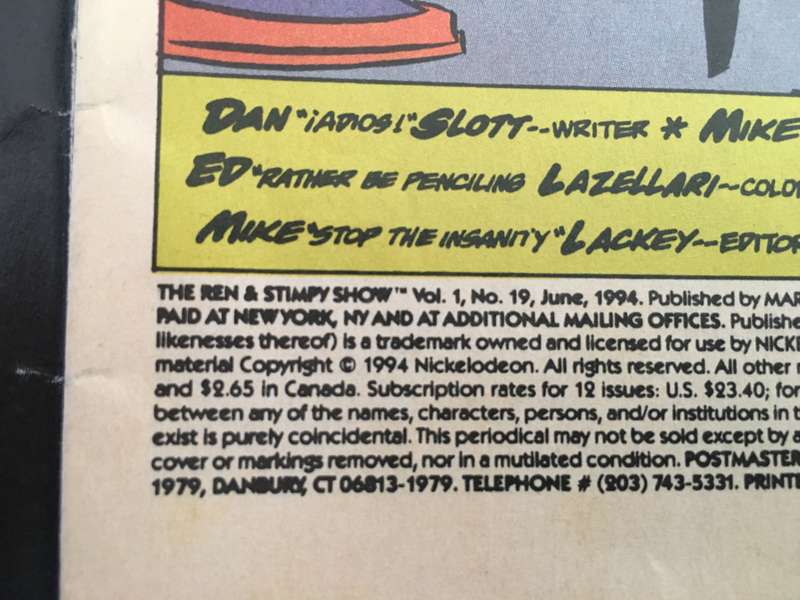 DAN "¡ADIOS!" SLOTT--WRITER * MIKE
ED "RATHER BE PENCILING LAZELLARI--COLO
MIKE "STOP THE INSANITY" LACKEY--EDITOR
THE REN & STIMPY SHOW™ Vol. 1, No. 19, June, 1994. Published by MAR
PAID AT NEW YORK, NY AND AT ADDITIONAL MAILING OFFICES. Publishe
likenesses thereof) is a trademark owned and licensed for use by NICKE
material Copyright © 1994 Nickelodeon. All rights reserved. All other
and $2.65 in Canada. Subscription rates for 12 issues: U.S. $23.40; for
between any of the names, characters, persons, and/or institutions in t
exist is purely coincidental. This periodical may not be sold except by a
cover or markings removed, nor in a mutilated condition. POSTMASTER
1979, DANBURY, CT 06813-1979. TELEPHONE # (203) 743-5331. PRINTE